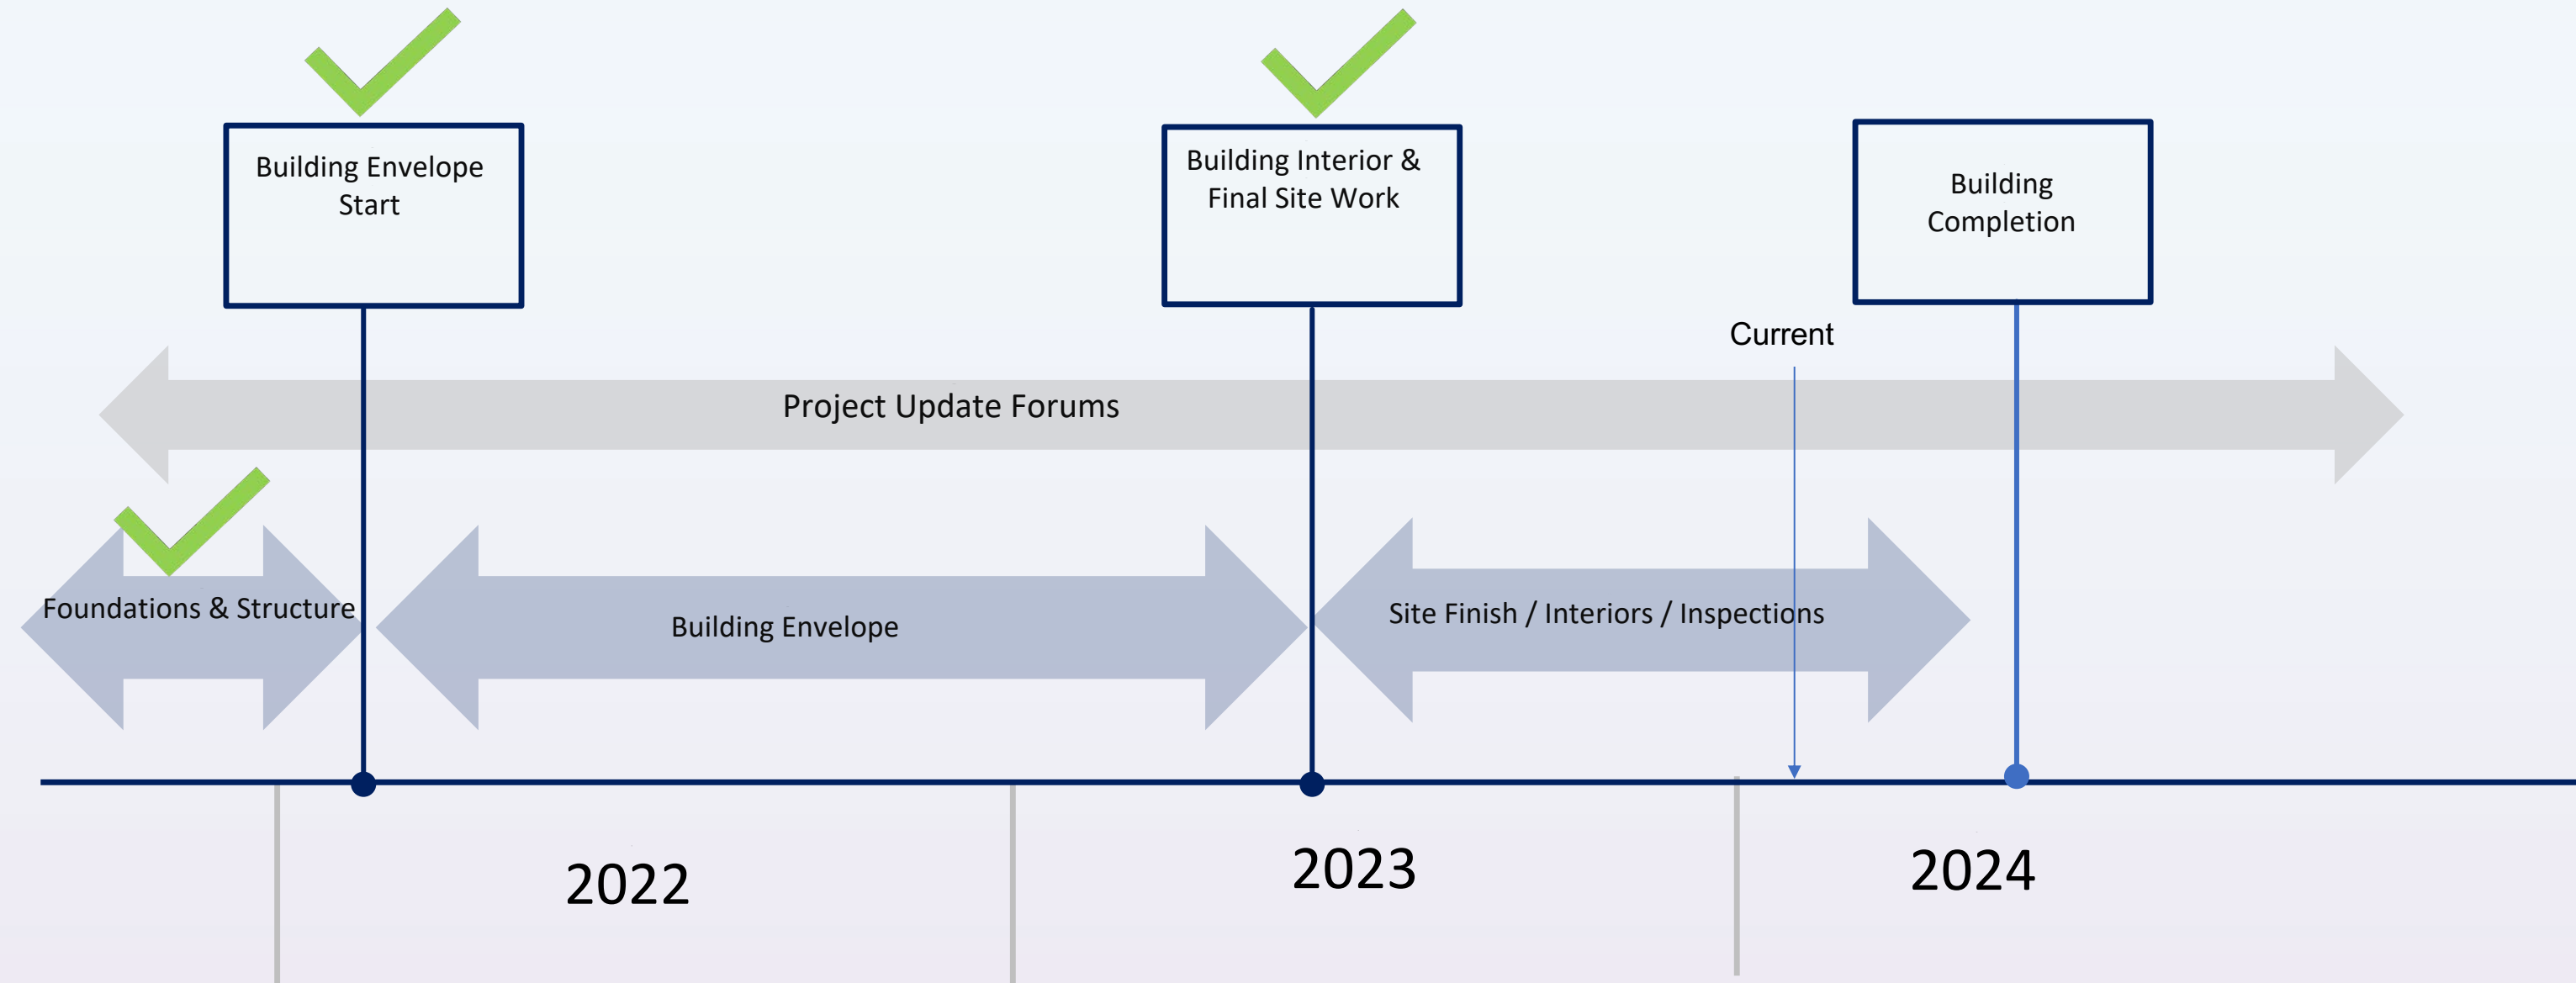 Building Envelope
Start
Building Interior &
Final Site Work
Building
Completion
Current
Project Update Forums
Foundations & Structure
Building Envelope
Site Finish / Interiors / Inspections
2022
2023
2024